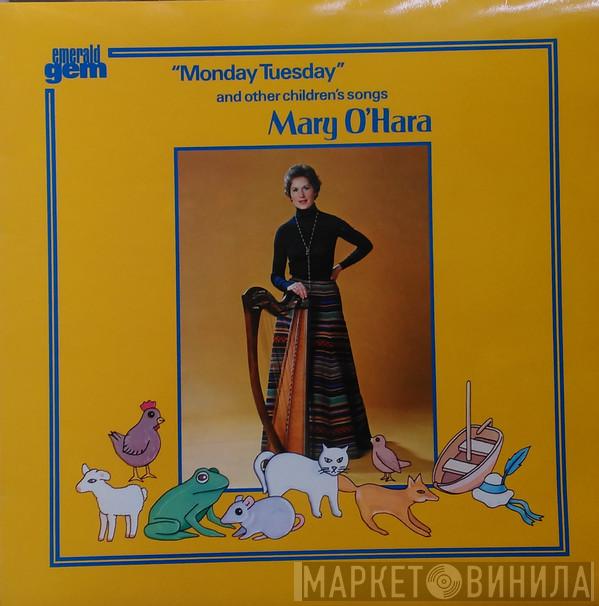 emerald
gem
“Monday Tuesday”
and other children's songs
Mary O'Hara
МАРКЕТ ВИНИЛА